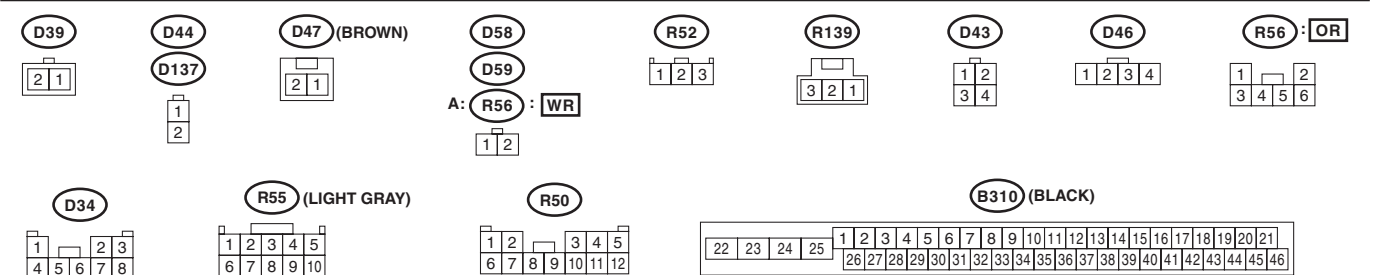 D39 D44 D47 (BROWN) D58 R52 R139 D43 D46 R56 : OR
D137 D59
2 1 2 1 1 2 3 1 2 1 2 3 4 1 2
A: R56 : WR
1 3 2 1 3 4 3 4 5 6
2
1 2
D34 R55 (LIGHT GRAY) R50 B310 (BLACK)
1 2 3 1 2 3 4 5 1 2 3 4 5 22 23 24 25 1 2 3 4 5 6 7 8 9 10 11 12 13 14 15 16 17 18 19 20 21
4 5 6 7 8 6 7 8 9 10 6 7 8 9 10 11 12 26 27 28 29 30 31 32 33 34 35 36 37 38 39 40 41 42 43 44 45 46